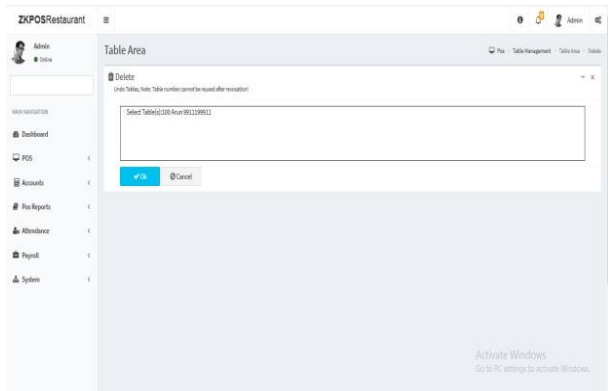 ZKPOSRestaurant
Admin
Admin
Online
Table Area
Pos
Table Management
Table Area
Delete
Delete
Undo Tables, Note: Table number cannot be reused after revocation!
MAIN NAVIGATION
Select Table(s):100 Arun 9911199911
Dashboard
POS
Ok
Cancel
Accounts
Pos Reports
Attendance
Payroll
System
Activate Windows
Go to PC settings to activate Windows.